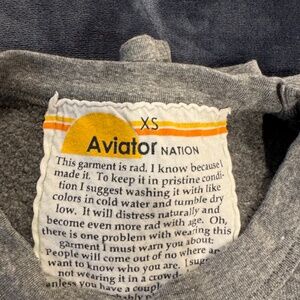 XS
Aviator NATION
This garment is rad. I know because I
made it. To keep it in pristine condi-
tion I suggest washing it with like
colors in cold water and tumble dry
low. It will distress naturally and
become even more rad with age. Oh,
there is one problem with wearing this
garment I must warn you about:
People will come out of no where
want to know who you are. I
not wearing it in a crowd
unless you have a